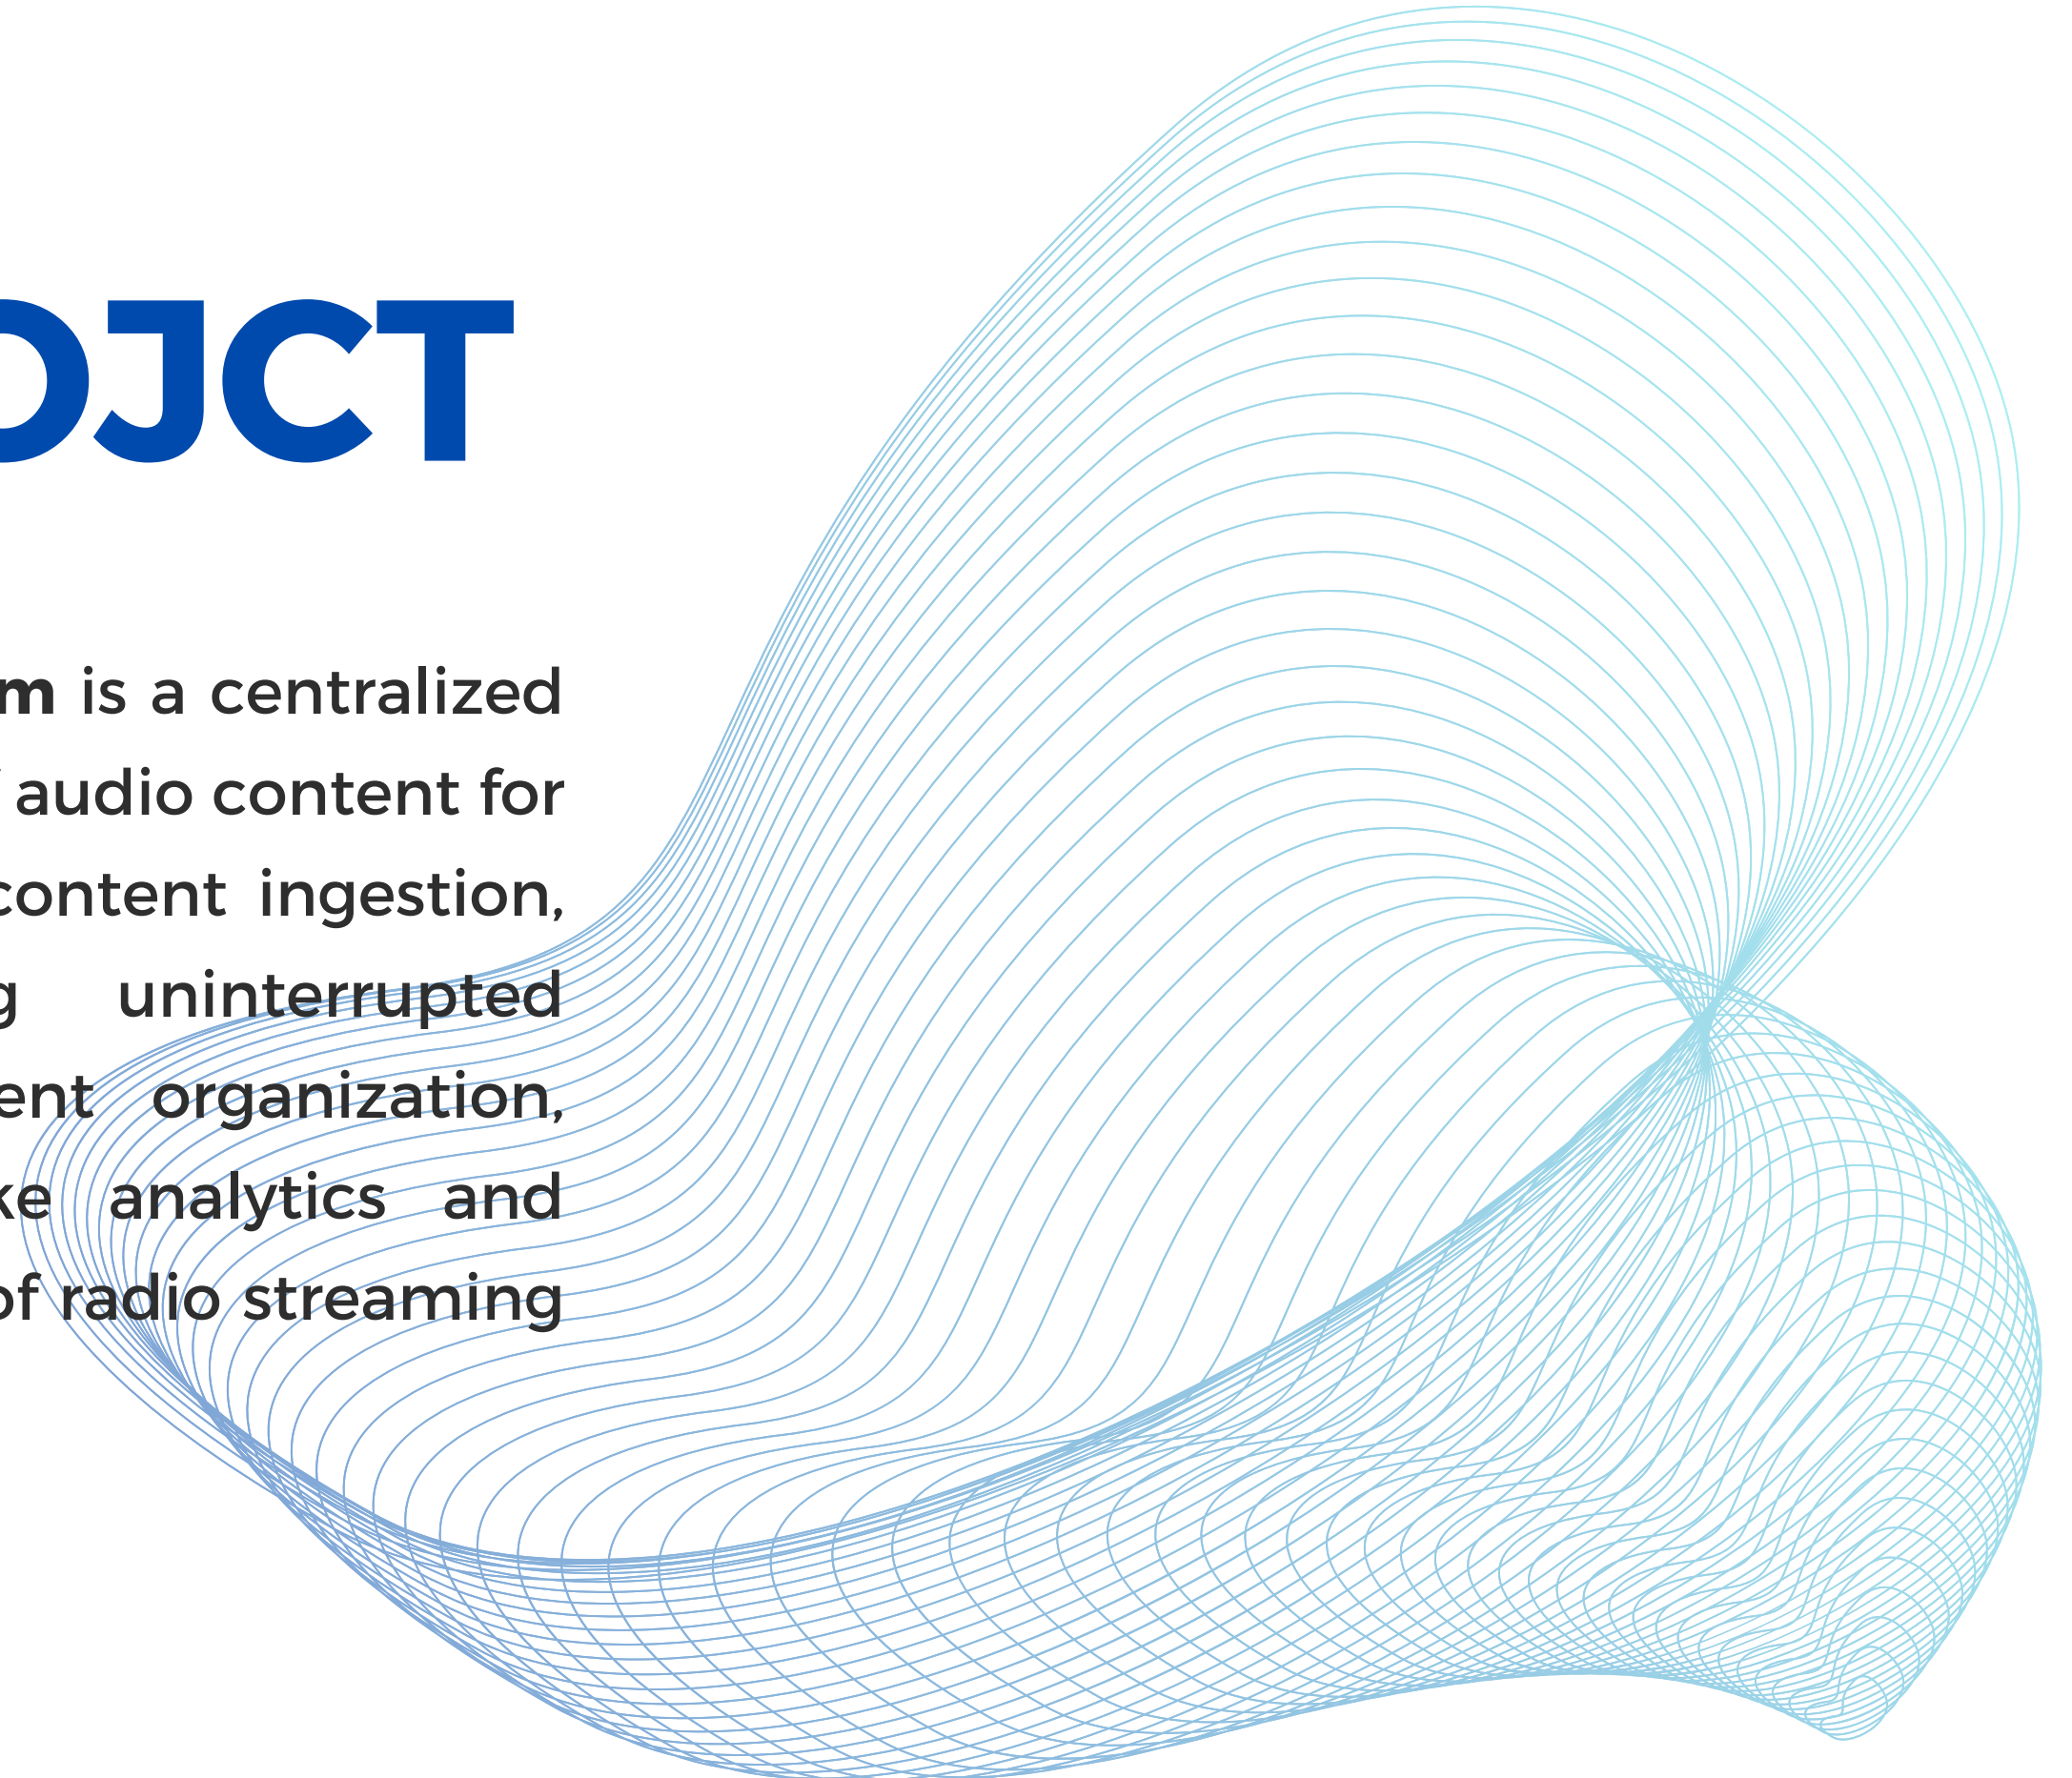 OJCT
m is a centralized
audio content for
content ingestion,
g uninterrupted
ent organization,
ke analytics and
of radio streaming